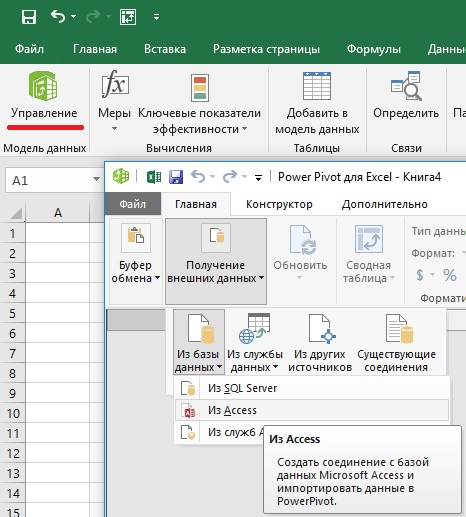 Файл Главная Вставка Разметка страницы Формулы Данны
Управление Меры Ключевые показатели эффективности Добавить в модель данных Определить Па
Модель данных Вычисления Таблицы Связи
A1
Power Pivot для Excel - Книга4
A
Файл Главная Конструктор Дополнительно
1
2
3
4
5
6
7
8
9
10
11
12
13
14
15
Буфер обмена
Получение внешних данных
Обновить
Сводная таблица
Тип данны
Формат:
$ %
Формати
Из базы данных
Из службы данных
Из других источников
Существующие соединения
Из SQL Server
Из Access
Из служб A
Из Access
Создать соединение с базой
данных Microsoft Access и
импортировать данные в
PowerPivot.